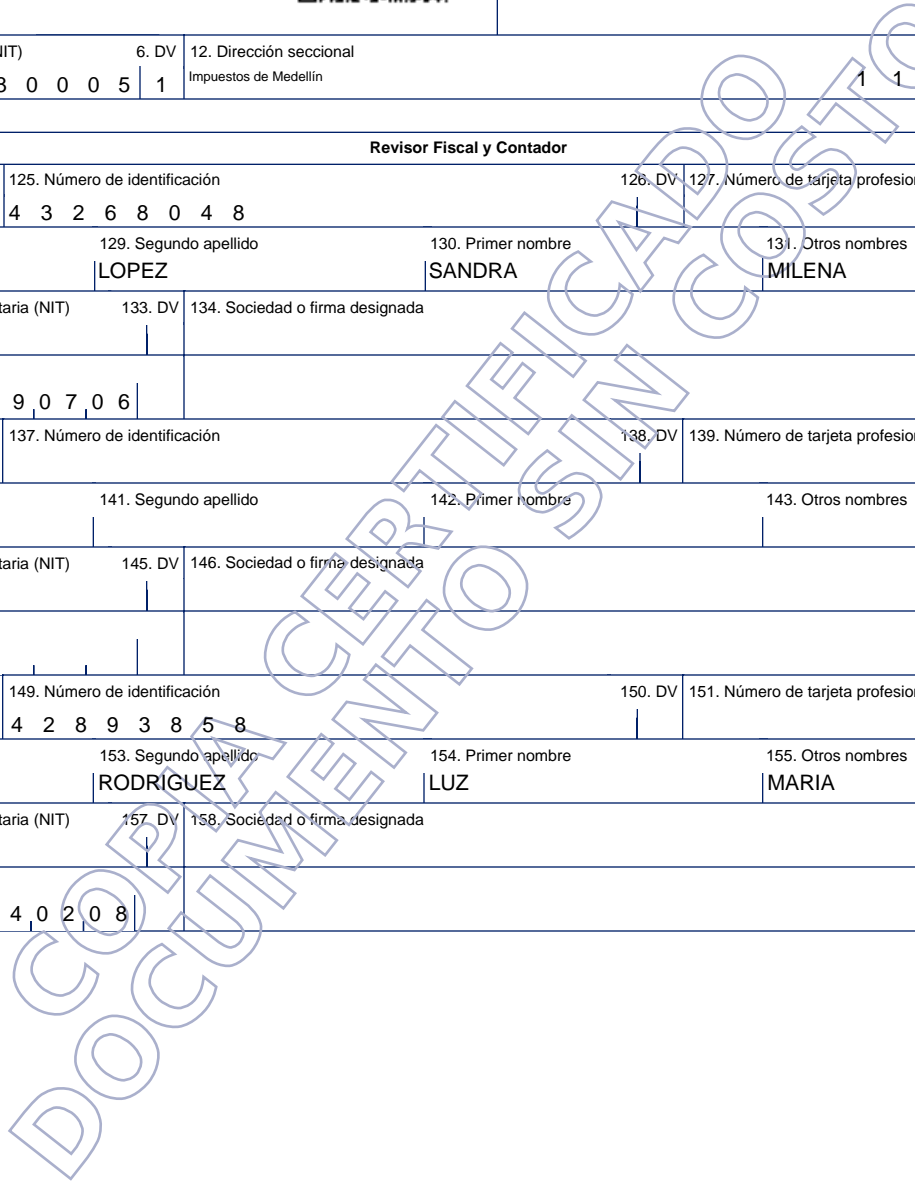 IT) 6. DV 12. Dirección seccional
3 0 0 0 5 1 Impuestos de Medellín 1 1
Revisor Fiscal y Contador
125. Número de identificación 126. DV 127. Número de tarjeta profesion
4 3 2 6 8 0 4 8
129. Segundo apellido 130. Primer nombre 131. Otros nombres
LOPEZ SANDRA MILENA
taria (NIT) 133. DV 134. Sociedad o firma designada
9 0 7 0 6
137. Número de identificación 138. DV 139. Número de tarjeta profesion
141. Segundo apellido 142. Primer nombre 143. Otros nombres
taria (NIT) 145. DV 146. Sociedad o firma designada
149. Número de identificación 150. DV 151. Número de tarjeta profesion
4 2 8 9 3 8 5 8
153. Segundo apellido 154. Primer nombre 155. Otros nombres
RODRIGUEZ LUZ MARIA
taria (NIT) 157. DV 158. Sociedad o firma designada
4 0 2 0 8
COPIA CERTIFICADO
DOCUMENTO SIN COSTO